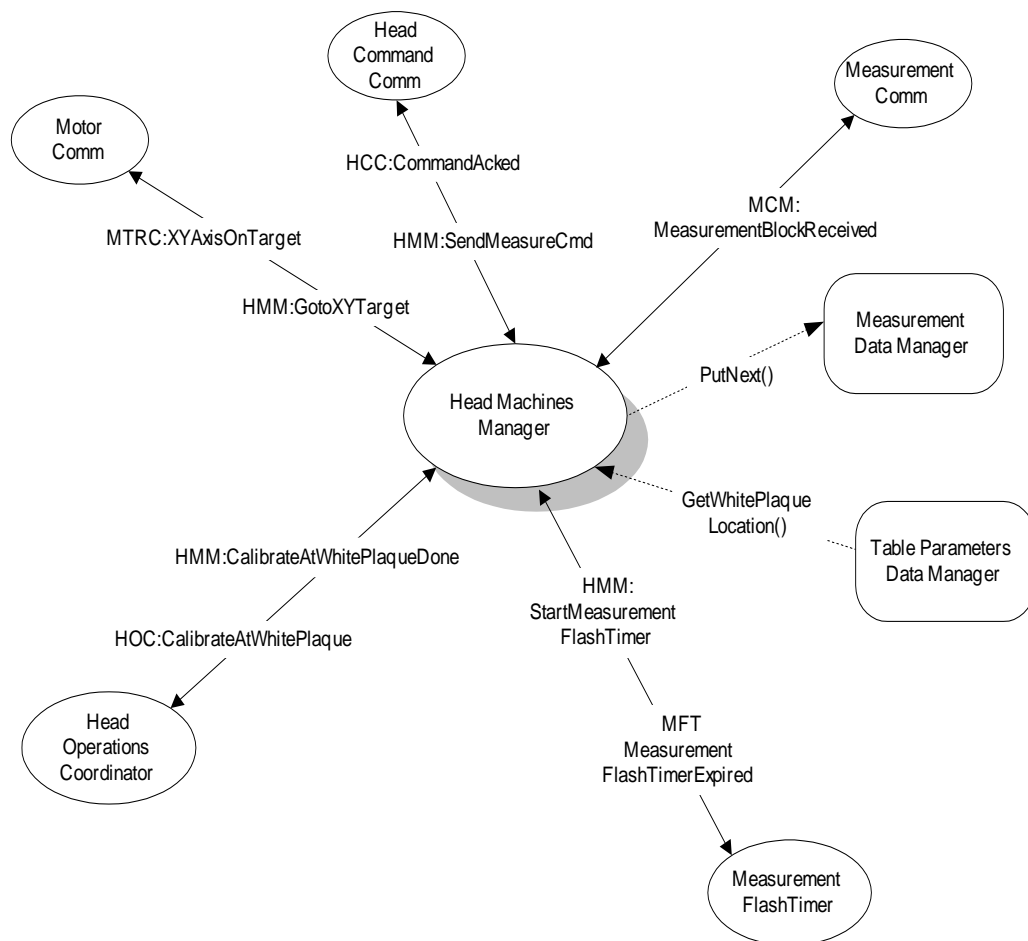 Head
Command
Comm
Measurement
Comm
Motor
Comm
HCC:CommandAcked
MCM:
MeasurementBlockReceived
MTRC:XYAxisOnTarget
HMM:SendMeasureCmd
HMM:GotoXYTarget
Measurement
Data Manager
PutNext()
Head Machines
Manager
GetWhitePlaque
Location()
Table Parameters
Data Manager
HMM:CalibrateAtWhitePlaqueDone
HMM:
StartMeasurement
FlashTimer
HOC:CalibrateAtWhitePlaque
Head
Operations
Coordinator
MFT
Measurement
FlashTimerExpired
Measurement
FlashTimer